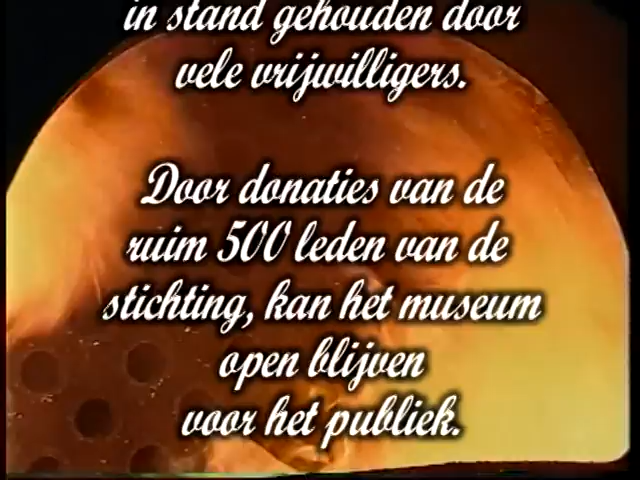 in stand gehouden door
vele vrijwilligers.
Door donaties van de
ruim 500 leden van de
stichting, kan het museum
open blijven
voor het publiek.